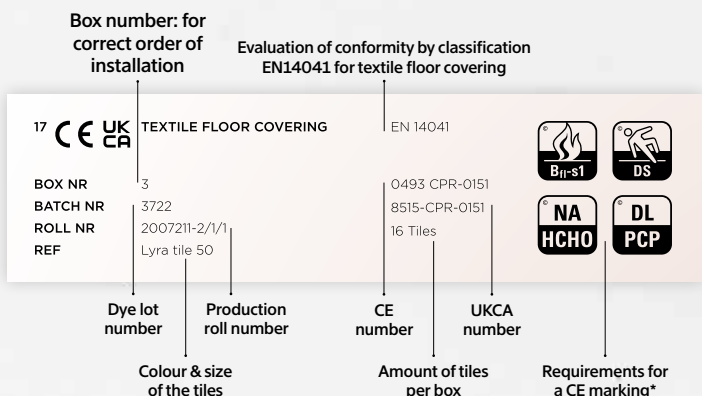 Box number: for
correct order of
installation
Evaluation of conformity by classification
EN14041 for textile floor covering
17 CE UK CA TEXTILE FLOOR COVERING EN 14041
BOX NR 3 0493 CPR-0151
BATCH NR 3722 8515-CPR-0151
ROLL NR 2007211-2/1/1 16 Tiles
REF Lyra tile 50
© Bfl-s1
© DS
© NA HCHO
© DL PCP
Dye lot
number
Production
roll number
CE
number
UKCA
number
Colour & size
of the tiles
Amount of tiles
per box
Requirements for
a CE marking*